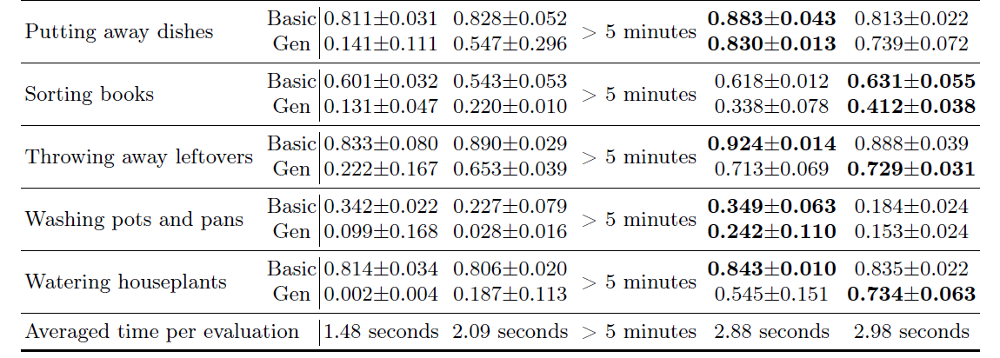 Putting away dishes Basic 0.811±0.031 0.828±0.052 > 5 minutes 0.883±0.043 0.813±0.022
Gen 0.141±0.111 0.547±0.296 0.830±0.013 0.739±0.072
Sorting books Basic 0.601±0.032 0.543±0.053 > 5 minutes 0.618±0.012 0.631±0.055
Gen 0.131±0.047 0.220±0.010 0.338±0.078 0.412±0.038
Throwing away leftovers Basic 0.833±0.080 0.890±0.029 > 5 minutes 0.924±0.014 0.888±0.039
Gen 0.222±0.167 0.653±0.039 0.713±0.069 0.729±0.031
Washing pots and pans Basic 0.342±0.022 0.227±0.079 > 5 minutes 0.349±0.063 0.184±0.024
Gen 0.099±0.168 0.028±0.016 0.242±0.110 0.153±0.024
Watering houseplants Basic 0.814±0.034 0.806±0.020 > 5 minutes 0.843±0.010 0.835±0.022
Gen 0.002±0.004 0.187±0.113 0.545±0.151 0.734±0.063
Averaged time per evaluation 1.48 seconds 2.09 seconds > 5 minutes 2.88 seconds 2.98 seconds